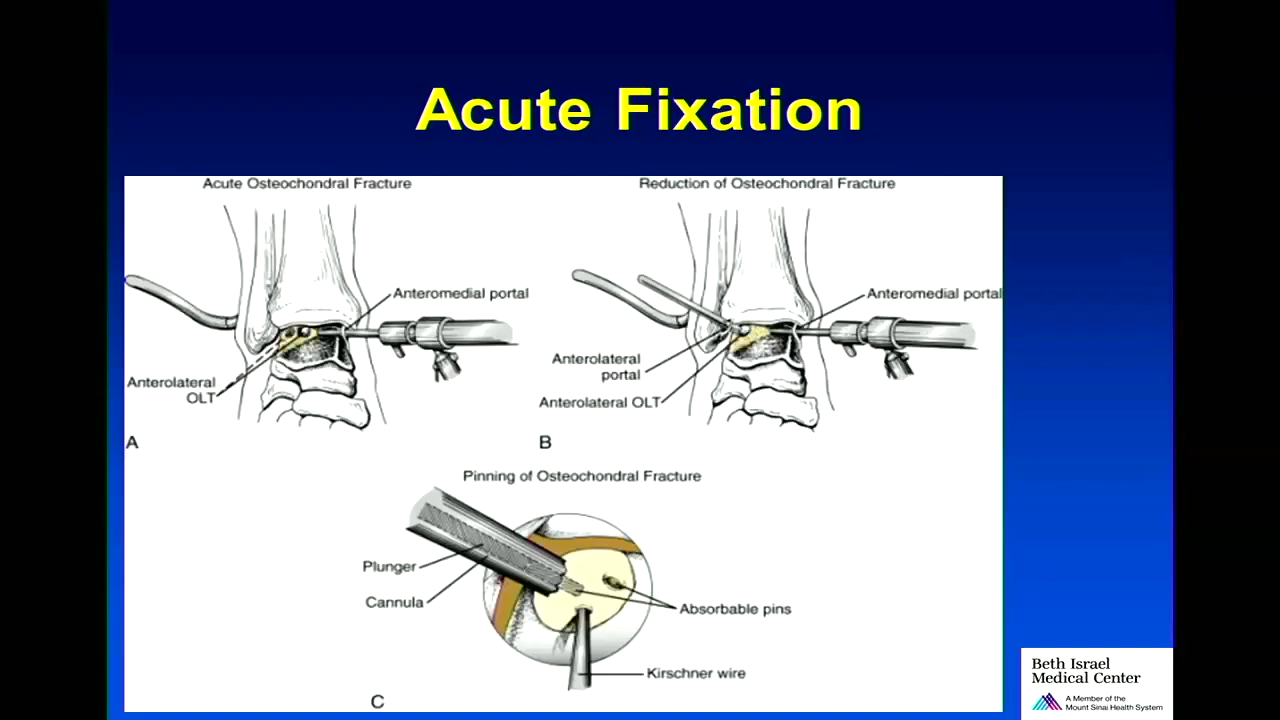 Acute Fixation
Acute Osteochondral Fracture
Reduction of Osteochondral Fracture
Anteromedial portal
Anteromedial portal
Anterolateral
OLT
Anterolateral
portal
Anterolateral OLT
A
B
Pinning of Osteochondral Fracture
Plunger
Cannula
Absorbable pins
Kirschner wire
C
Beth Israel
Medical Center
A Member of the
Mount Sinai Health System